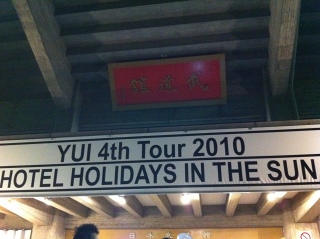 武道館
YUI 4th Tour 2010
HOTEL HOLIDAYS IN THE SUN